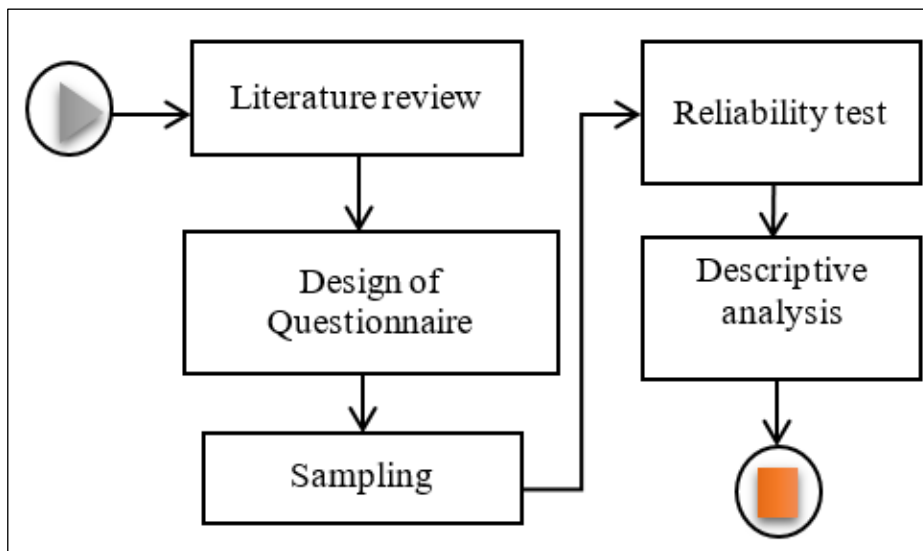 Literature review
Design of
Questionnaire
Sampling
Reliability test
Descriptive
analysis